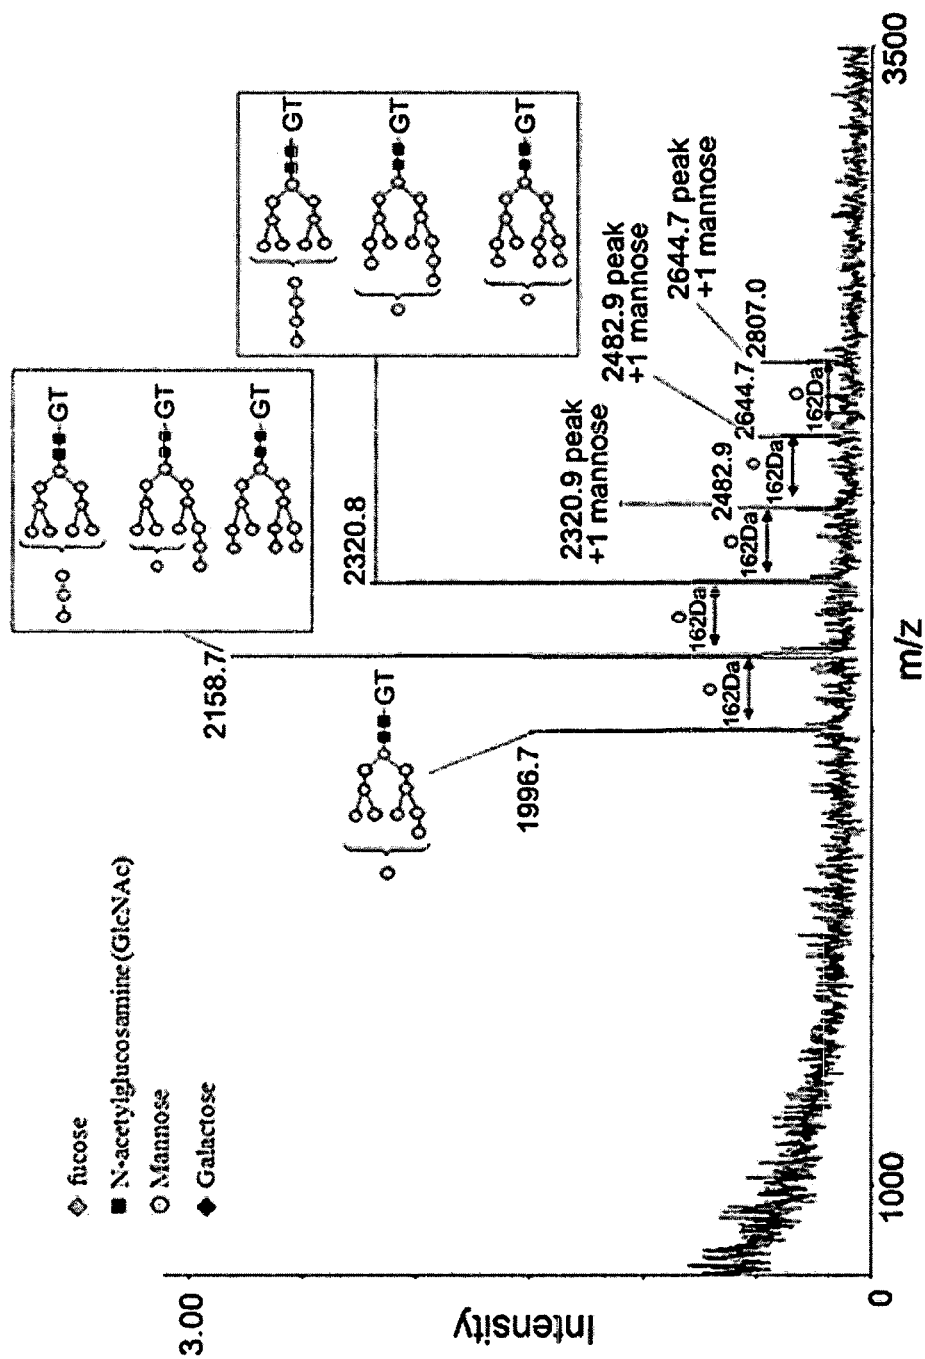 fucose
N-acetylglucosamine (GlcNAc)
Mannose
Galactose
3.00
Intensity
0
1000
3500
m/z
1996.7
GT
2158.7
GT
GT
GT
2320.8
GT
GT
GT
2320.9 peak
+1 mannose
2482.9 peak
+1 mannose
2644.7 peak
+1 mannose
2482.9
2644.7
2807.0
162Da
162Da
162Da
162Da
162Da